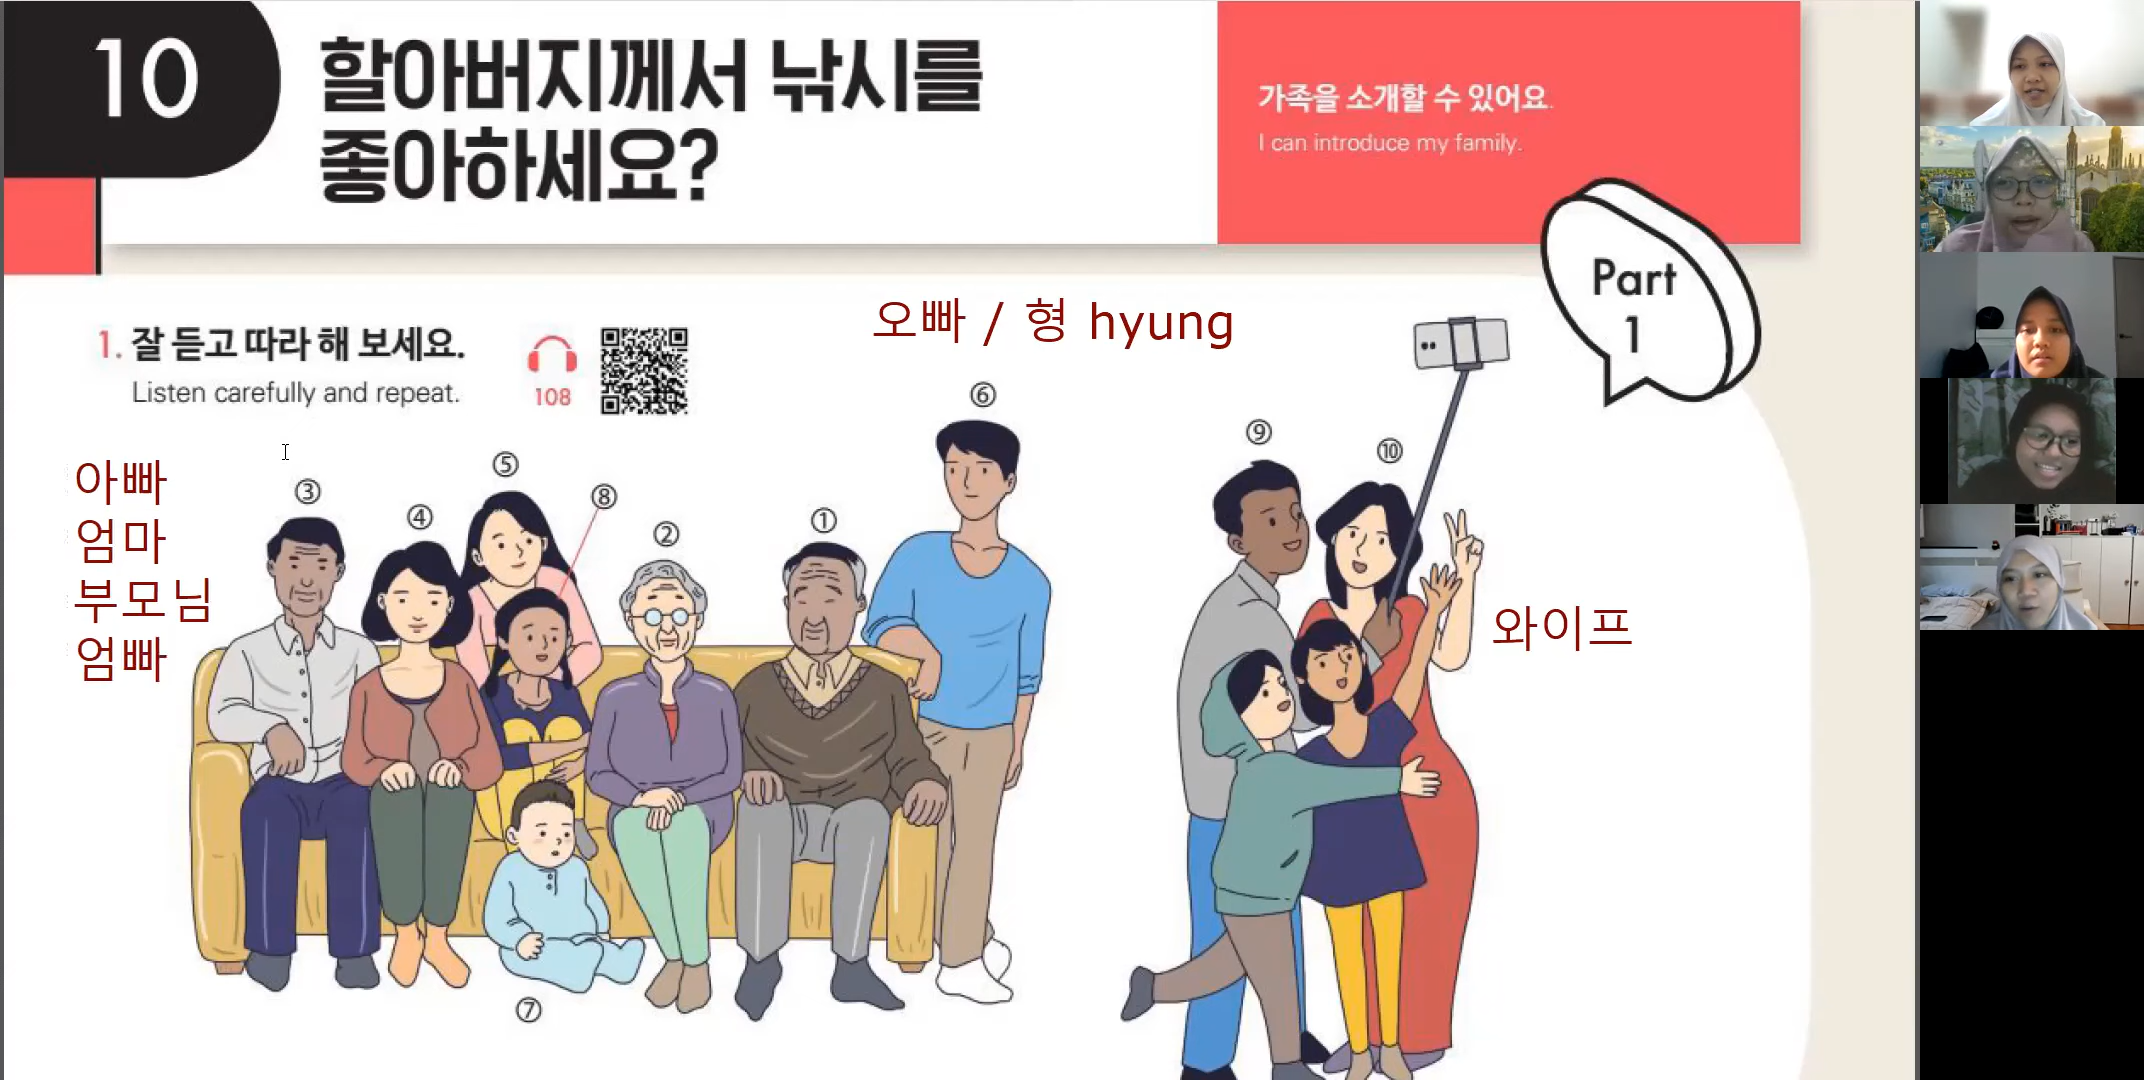 10
할아버지께서 낚시를
좋아하세요?
가족을 소개할 수 있어요.
I can introduce my family.
Part
1
1. 잘 듣고 따라 해 보세요.
Listen carefully and repeat.
108
오빠 / 형 hyung
아빠
엄마
부모님
엄빠
③
④
⑤
⑧
②
①
⑥
⑦
⑨
⑩
와이프